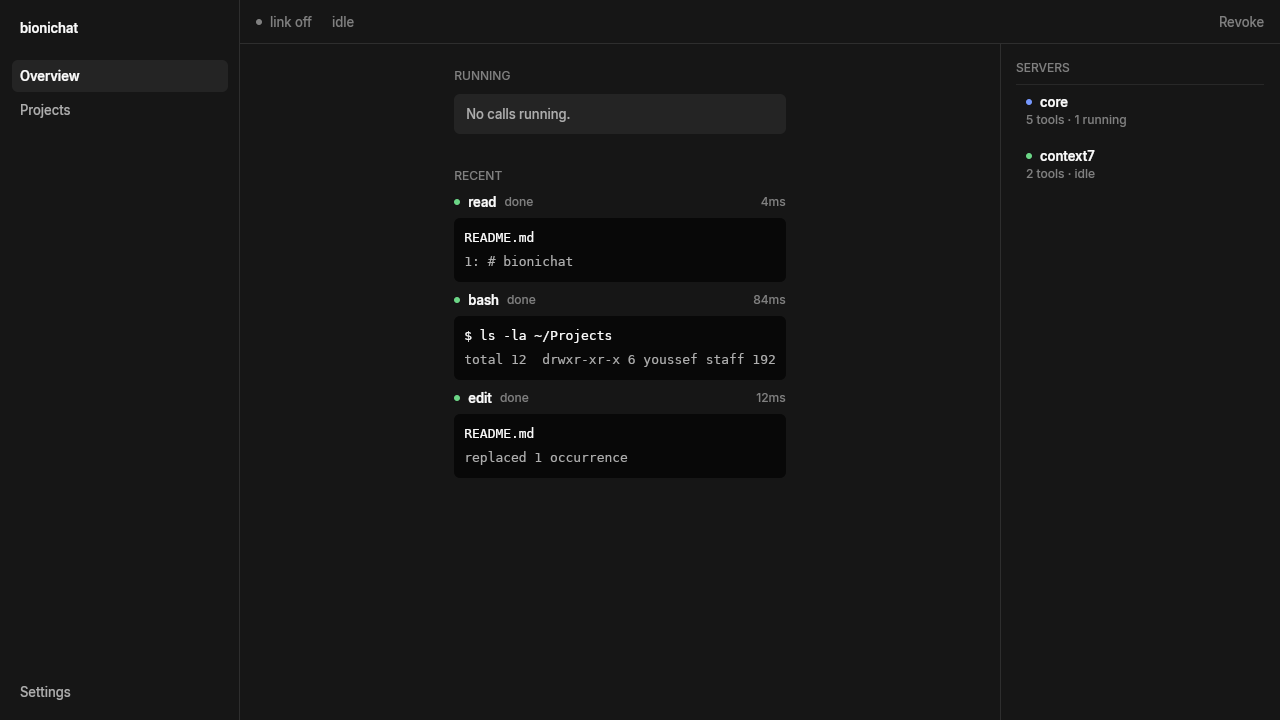 bionichat
Overview
Projects
Settings
link off idle
Revoke
RUNNING
No calls running.
RECENT
read done 4ms
README.md
1: # bionichat
bash done 84ms
$ ls -la ~/Projects
total 12  drwxr-xr-x 6 youssef staff 192
edit done 12ms
README.md
replaced 1 occurrence
SERVERS
core
5 tools · 1 running
context7
2 tools · idle